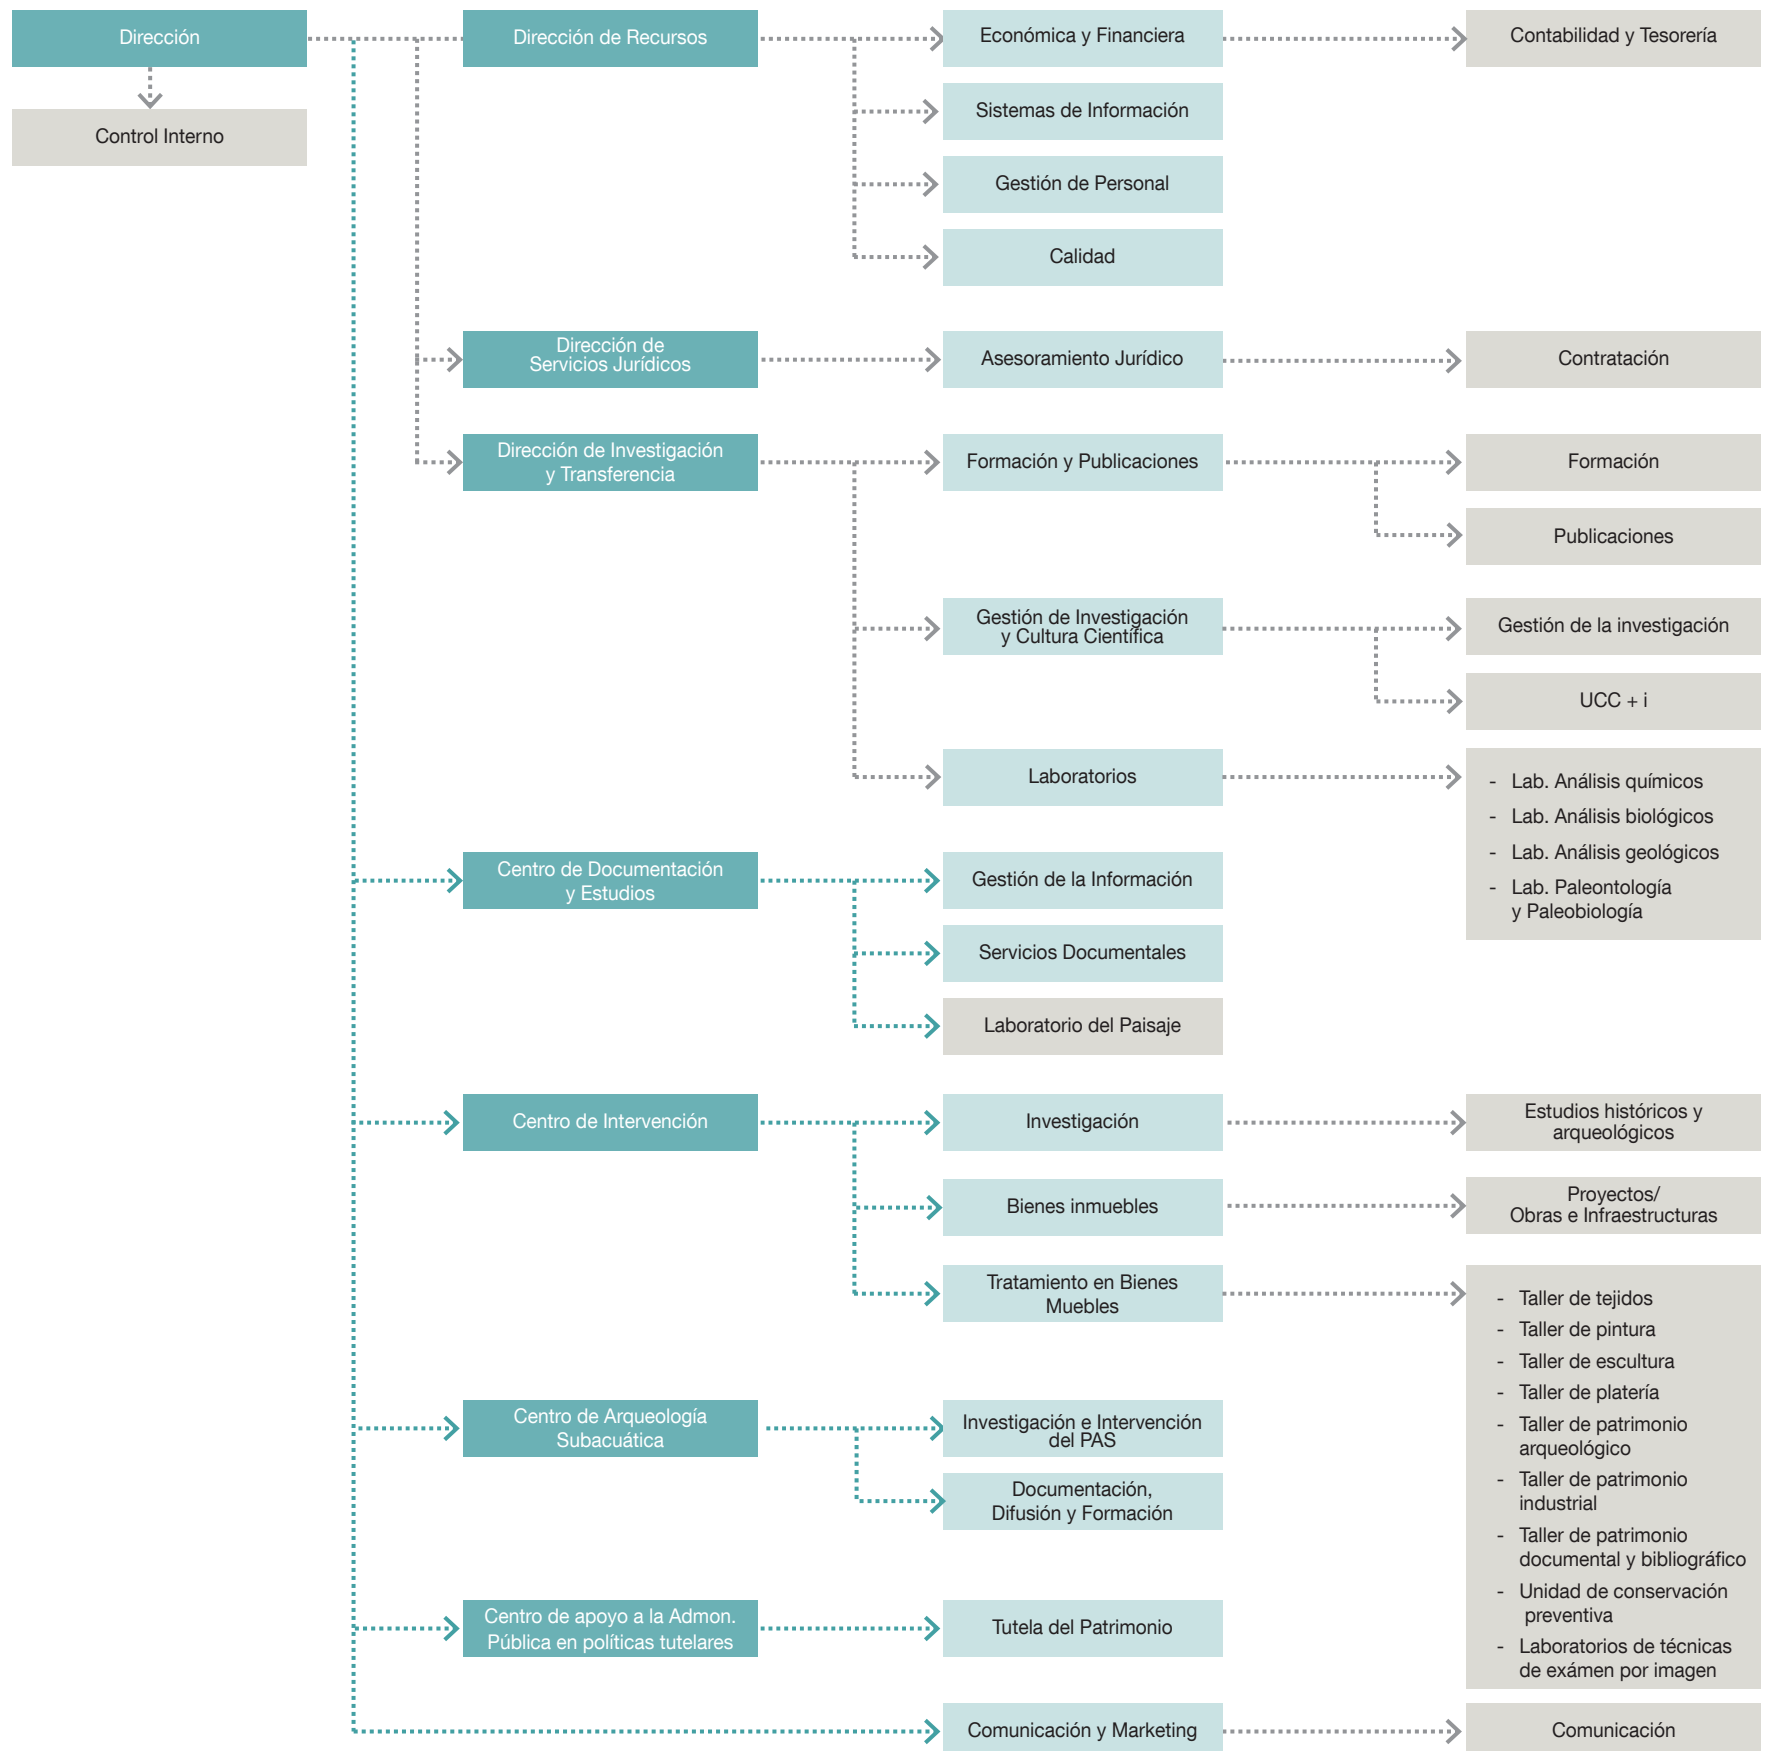 Dirección
Control Interno
Dirección de Recursos
Económica y Financiera
Contabilidad y Tesorería
Sistemas de Información
Gestión de Personal
Calidad
Dirección de
Servicios Jurídicos
Asesoramiento Jurídico
Contratación
Dirección de Investigación
y Transferencia
Formación y Publicaciones
Formación
Publicaciones
Gestión de Investigación
y Cultura Científica
Gestión de la investigación
UCC + i
Laboratorios
- Lab. Análisis químicos
- Lab. Análisis biológicos
- Lab. Análisis geológicos
- Lab. Paleontología
y Paleobiología
Centro de Documentación
y Estudios
Gestión de la Información
Servicios Documentales
Laboratorio del Paisaje
Centro de Intervención
Investigación
Estudios históricos y
arqueológicos
Bienes inmuebles
Proyectos/
Obras e Infraestructuras
Tratamiento en Bienes
Muebles
- Taller de tejidos
- Taller de pintura
- Taller de escultura
- Taller de platería
- Taller de patrimonio
arqueológico
- Taller de patrimonio
industrial
- Taller de patrimonio
documental y bibliográfico
- Unidad de conservación
preventiva
- Laboratorios de técnicas
de exámen por imagen
Centro de Arqueología
Subacuática
Investigación e Intervención
del PAS
Documentación,
Difusión y Formación
Centro de apoyo a la Admon.
Pública en políticas tutelares
Tutela del Patrimonio
Comunicación y Marketing
Comunicación